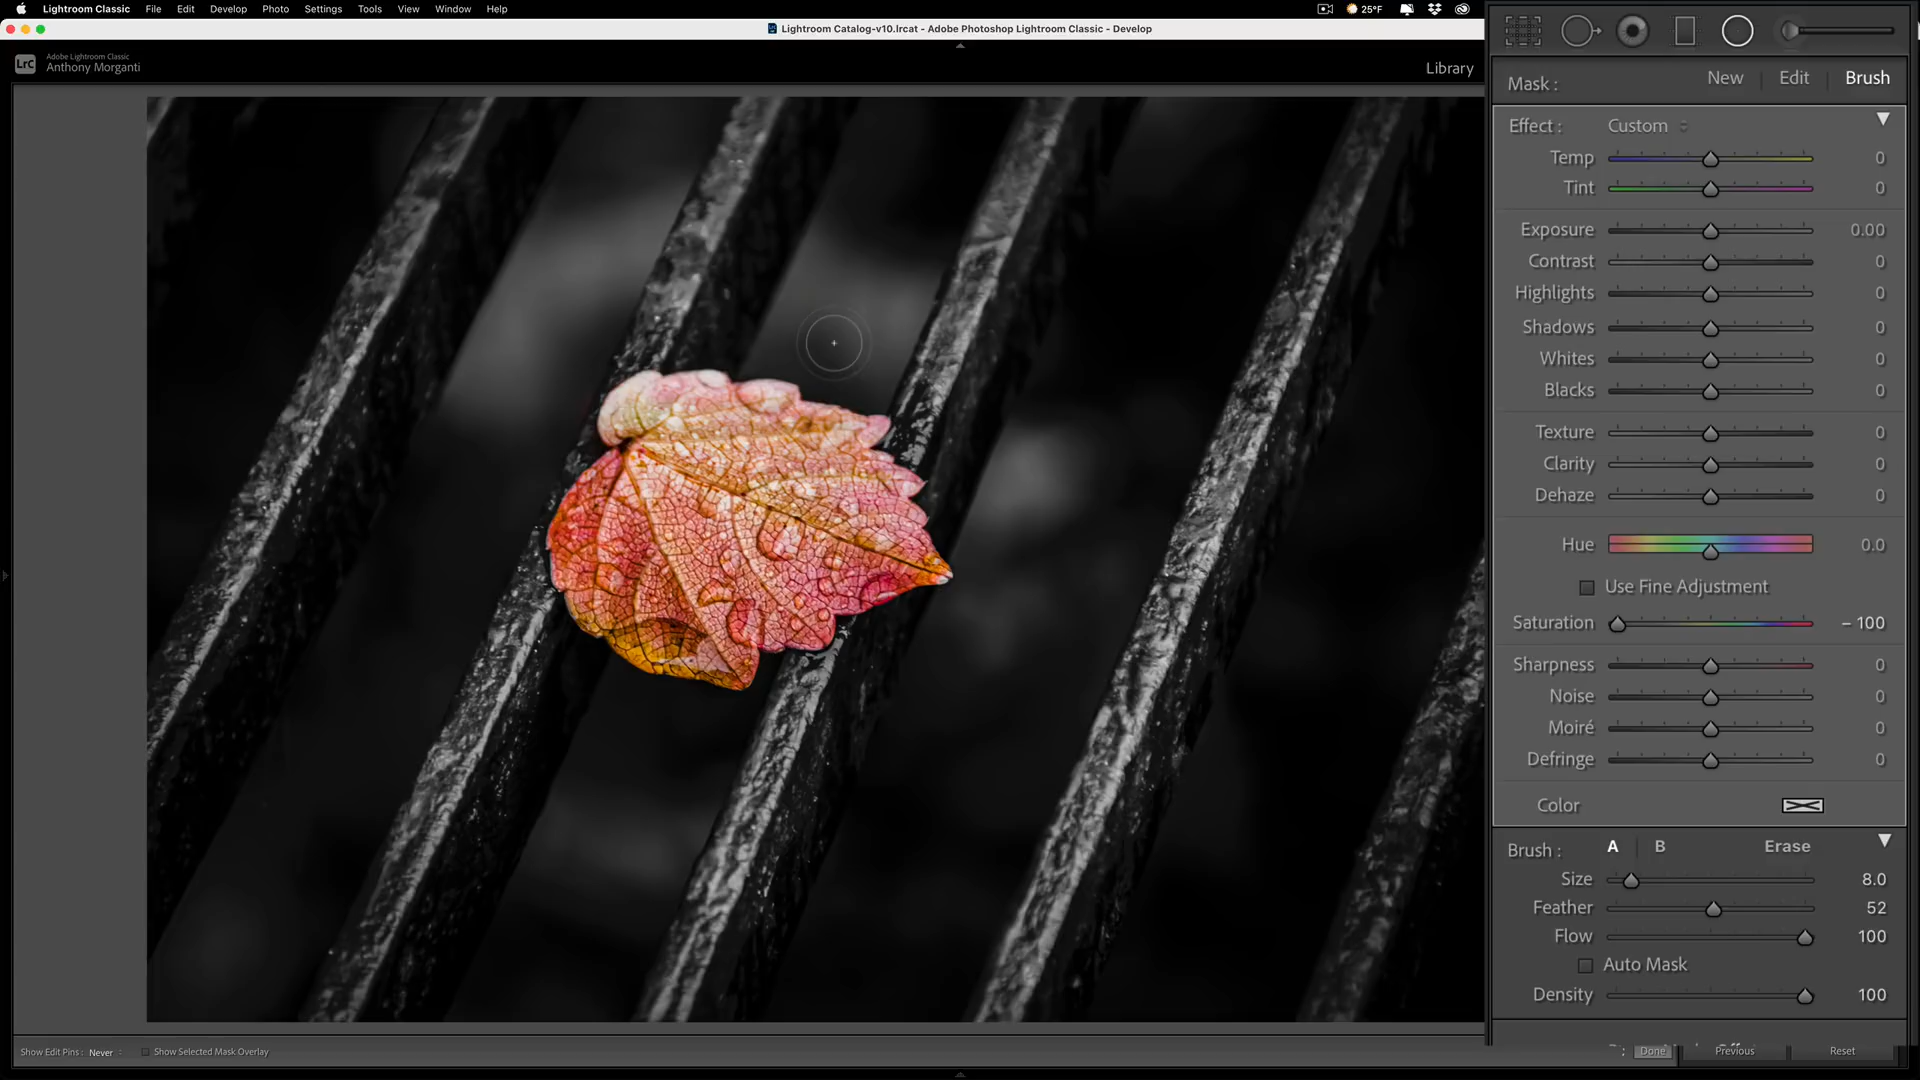 Lightroom Classic File Edit Develop Photo Settings Tools View Window Help 25°F
Lightroom Catalog-v10.lrcat - Adobe Photoshop Lightroom Classic - Develop
LrC
Adobe Lightroom Classic
Anthony Morganti
Library
Mask : New Edit Brush
Effect : Custom
Temp 0
Tint 0
Exposure 0.00
Contrast 0
Highlights 0
Shadows 0
Whites 0
Blacks 0
Texture 0
Clarity 0
Dehaze 0
Hue 0.0
Use Fine Adjustment
Saturation – 100
Sharpness 0
Noise 0
Moiré 0
Defringe 0
Color
Brush : A B Erase
Size 8.0
Feather 52
Flow 100
Auto Mask
Density 100
Show Edit Pins : Never Show Selected Mask Overlay
Done Previous Reset